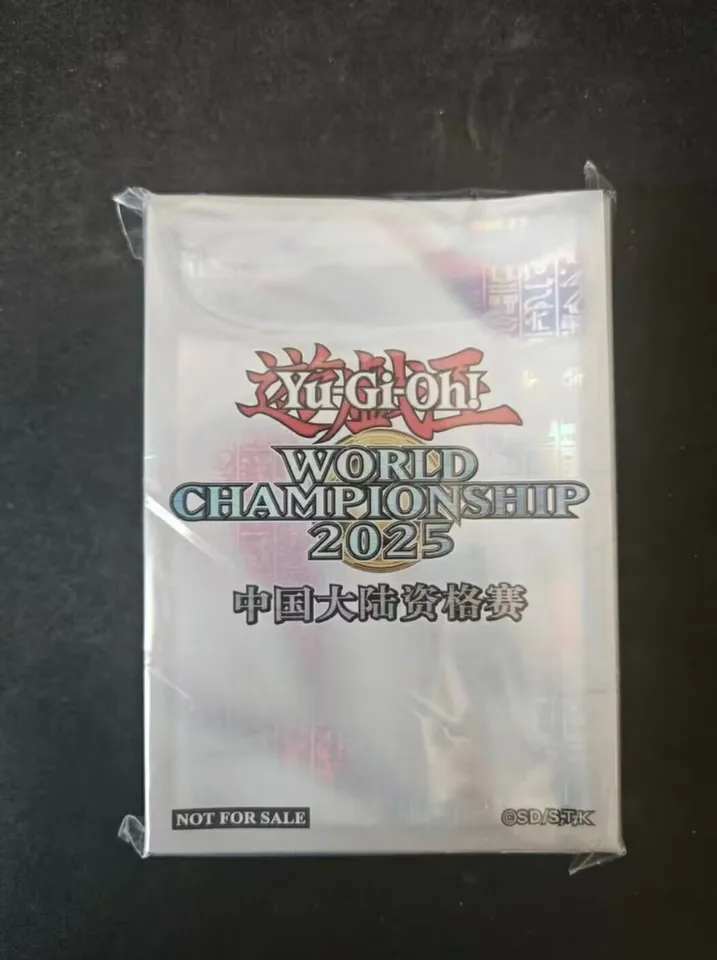 遊戯王
Yu-Gi-Oh!
WORLD
CHAMPIONSHIP
2025
中国大陆资格赛
NOT FOR SALE
©SD/S,T,K